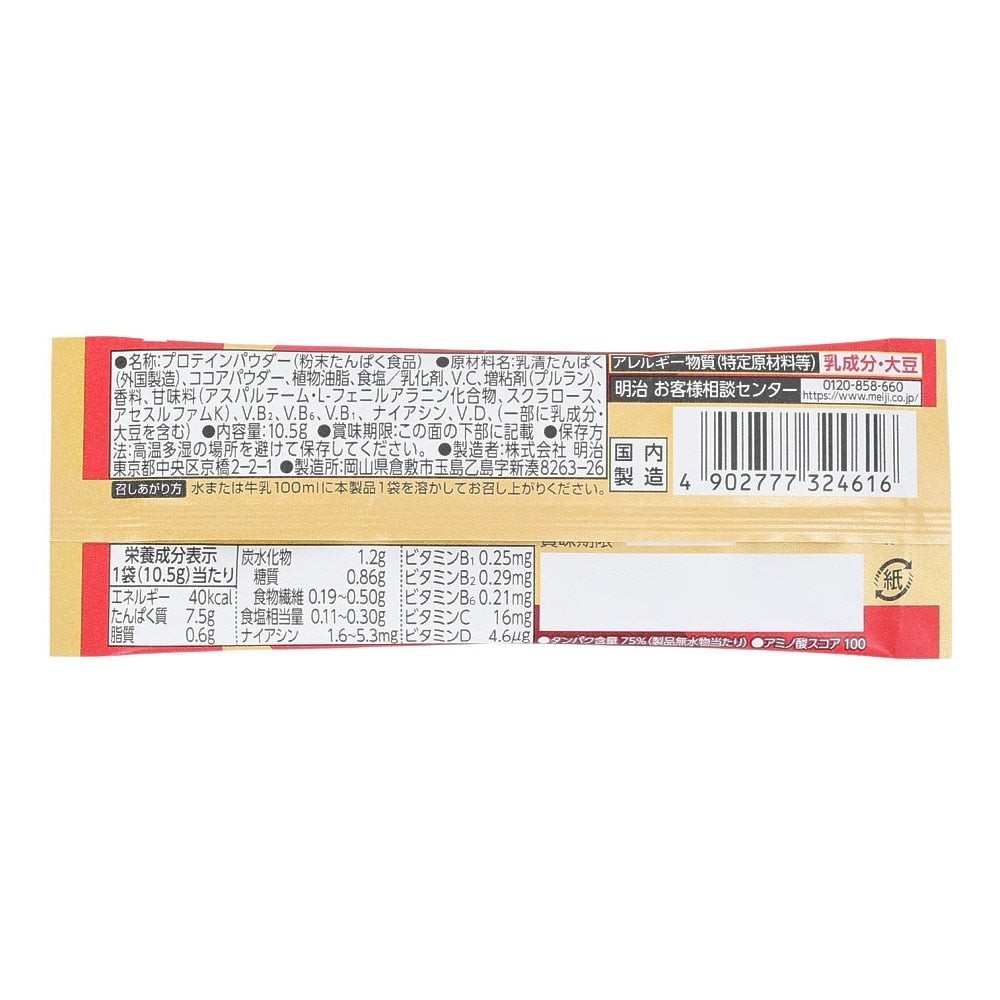 ●名称:プロテインパウダー(粉末たんぱく食品) ●原材料名:乳清たんぱく
(外国製造)、ココアパウダー、植物油脂、食塩/乳化剤、V.C、増粘剤(プルラン)、
香料、甘味料(アスパルテーム・L-フェニルアラニン化合物、スクラロース、
アセスルファムK)、V.B₂、V.B₆、V.B₁、ナイアシン、V.D、(一部に乳成分・
大豆を含む) ●内容量:10.5g ●賞味期限:この面の下部に記載 ●保存方
法:高温多湿の場所を避けて保存してください。 ●製造者:株式会社 明治
東京都中央区京橋2-2-1 ●製造所:岡山県倉敷市玉島乙島字新湊8263-26
召しあがり方 水または牛乳100mlに本製品1袋を溶かしてお召し上がりください。
アレルギー物質(特定原材料等) 乳成分・大豆
明治 お客様相談センター 0120-858-660
https://www.meiji.co.jp/
国内
製造
4 902777 324616
栄養成分表示
1袋(10.5g)当たり
エネルギー 40kcal
たんぱく質 7.5g
脂質 0.6g
炭水化物 1.2g
糖質 0.86g
食物繊維 0.19~0.50g
食塩相当量 0.11~0.30g
ナイアシン 1.6~5.3mg
ビタミンB₁ 0.25mg
ビタミンB₂ 0.29mg
ビタミンB₆ 0.21mg
ビタミンC 16mg
ビタミンD 4.6μg
賞味期限
紙
●タンパク含量 75%(製品無水物当たり) ●アミノ酸スコア 100